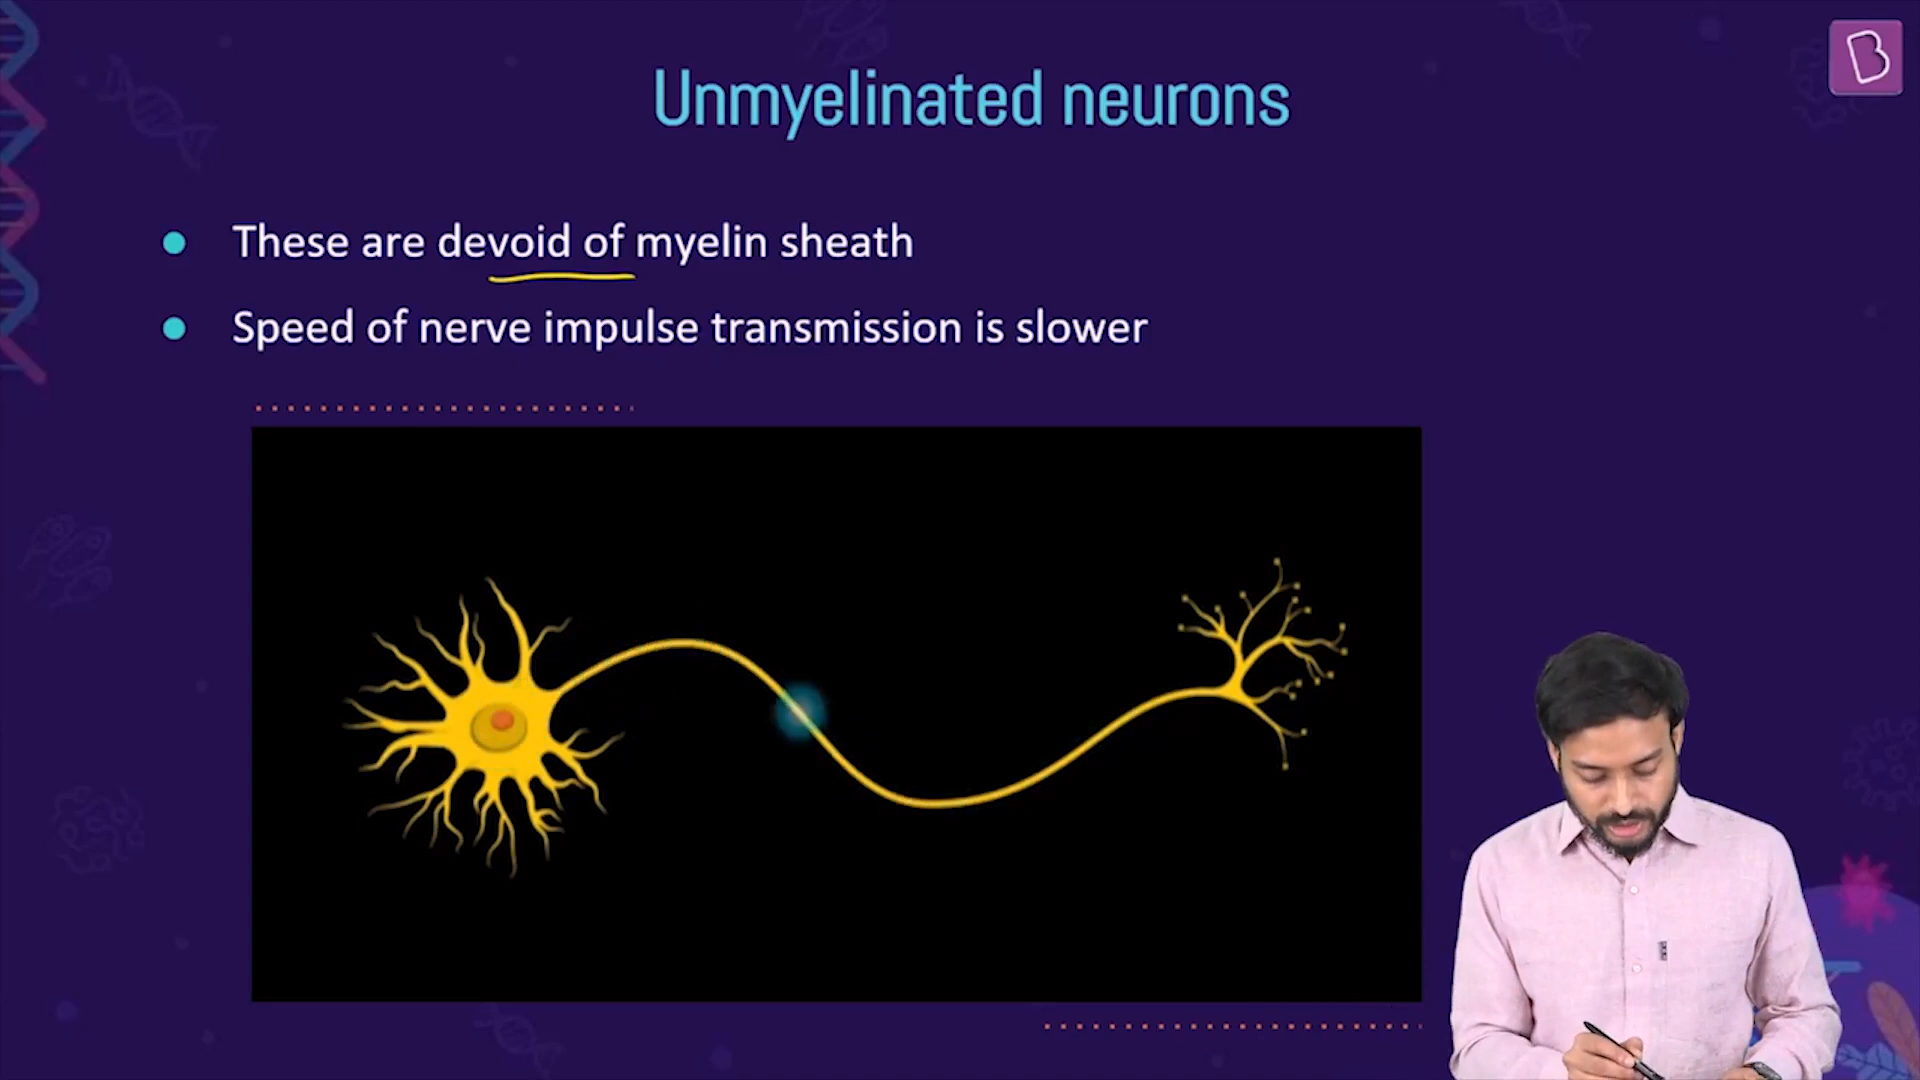 B
Unmyelinated neurons
These are devoid of myelin sheath
Speed of nerve impulse transmission is slower